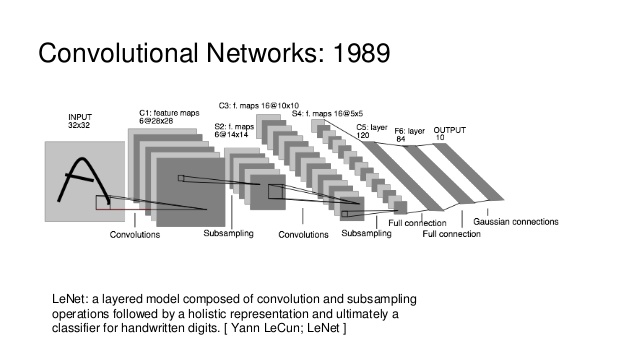 Convolutional Networks: 1989
INPUT
32x32
C1: feature maps
6@28x28
S2: f. maps
6@14x14
C3: f. maps 16@10x10
S4: f. maps 16@5x5
C5: layer
120
F6: layer
84
OUTPUT
10
A
Convolutions
Subsampling
Convolutions
Subsampling
Full connection
Full connection
Gaussian connections
LeNet: a layered model composed of convolution and subsampling
operations followed by a holistic representation and ultimately a
classifier for handwritten digits. [ Yann LeCun; LeNet ]